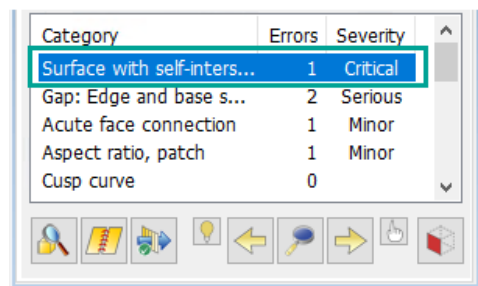 Category Errors Severity
Surface with self-inters... 1 Critical
Gap: Edge and base s... 2 Serious
Acute face connection 1 Minor
Aspect ratio, patch 1 Minor
Cusp curve 0